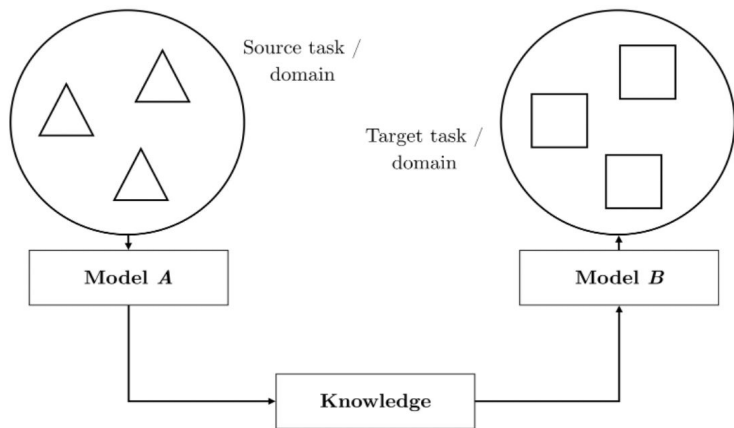 Source task /
domain
Target task /
domain
Model A
Model B
Knowledge